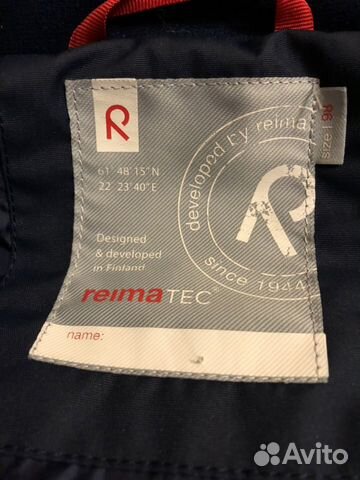 R
61 48'15"N
22 23'40"E
Designed
& developed
in Finland
reimaTEC®
name:
developed by reima
R
since 1944
size | 98
Avito